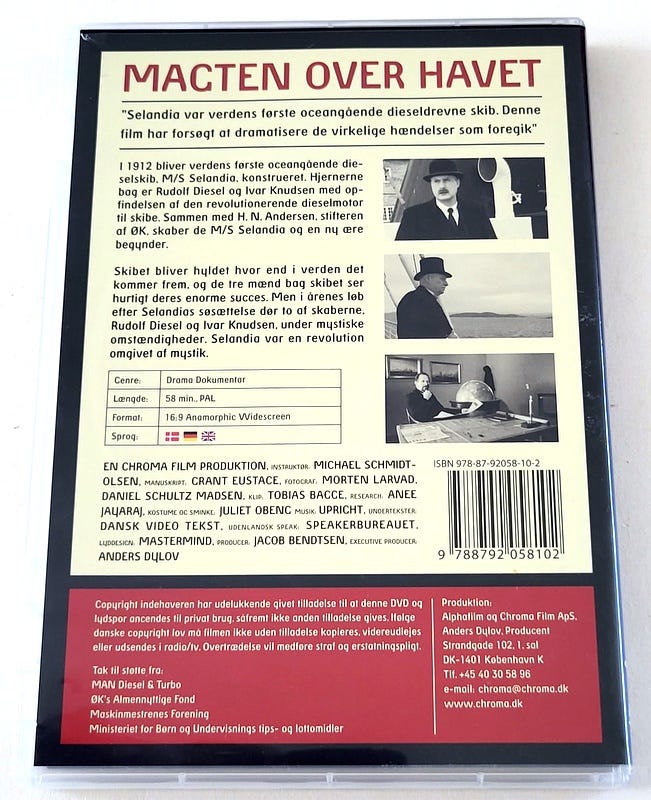 MAGTEN OVER HAVET
"Selandia var verdens første oceangående dieseldrevne skib. Denne
film har forsøgt at dramatisere de virkelige hændelser som foregik"
I 1912 bliver verdens første oceangående die-
selskib, M/S Selandia, konstrueret. Hjernerne
bag er Rudolf Diesel og Ivar Knudsen med op-
findelsen af den revolutionerende dieselmotor
til skibe. Sammen med H. N. Andersen, stifteren
af ØK, skaber de M/S Selandia og en ny ære
begynder.
Skibet bliver hyldet hvor end i verden det
kommer frem, og de tre mænd bag skibet ser
hurtigt deres enorme succes. Men i årenes løb
efter Selandias søsættelse dør to af skaberne,
Rudolf Diesel og Ivar Knudsen, under mystiske
omstændigheder. Selandia var en revolution
omgivet af mystik.
Genre: Drama Dokumentar
Længde: 58 min., PAL
Format: 16:9 Anamorphic Widescreen
Sprog:
EN CHROMA FILM PRODUKTION, INSTRUKTØR: MICHAEL SCHMIDT-
OLSEN, MANUSKRIPT: GRANT EUSTACE, FOTOGRAF: MORTEN LARVAD,
DANIEL SCHULTZ MADSEN, KLIP: TOBIAS BAGGE, RESEARCH: ANEE
JAYARAJ, KOSTUME OG SMINKE: JULIET OBENG MUSIK: UPRIGHT, UNDERTEKSTER:
DANSK VIDEO TEKST, UDENLANDSK SPEAK: SPEAKERBUREAUET,
LYDDESIGN: MASTERMIND, PRODUCER: JACOB BENDTSEN, EXECUTIVE PRODUCER:
ANDERS DYLOV
ISBN 978-87-92058-10-2
9 788792 058102
Copyright indehaveren har udelukkende givet tilladelse til at denne DVD og
lydspor anvendes til privat brug, såfremt ikke anden tilladelse gives. Ifølge
danske copyright lov må filmen ikke uden tilladelse kopieres, videreudlejes
eller udsendes i radio/tv. Overtrædelse vil medføre straf og erstatningspligt.
Tak til støtte fra:
MAN Diesel & Turbo
ØK's Almennyttige Fond
Maskinmestrenes Forening
Ministeriet for Børn og Undervisnings tips- og lottomidler
Produktion:
Alphafilm og Chroma Film ApS.
Anders Dylov, Producent
Strandgade 102, 1. sal
DK-1401 København K
Tlf. +45 40 30 58 96
e-mail: chroma@chroma.dk
www.chroma.dk